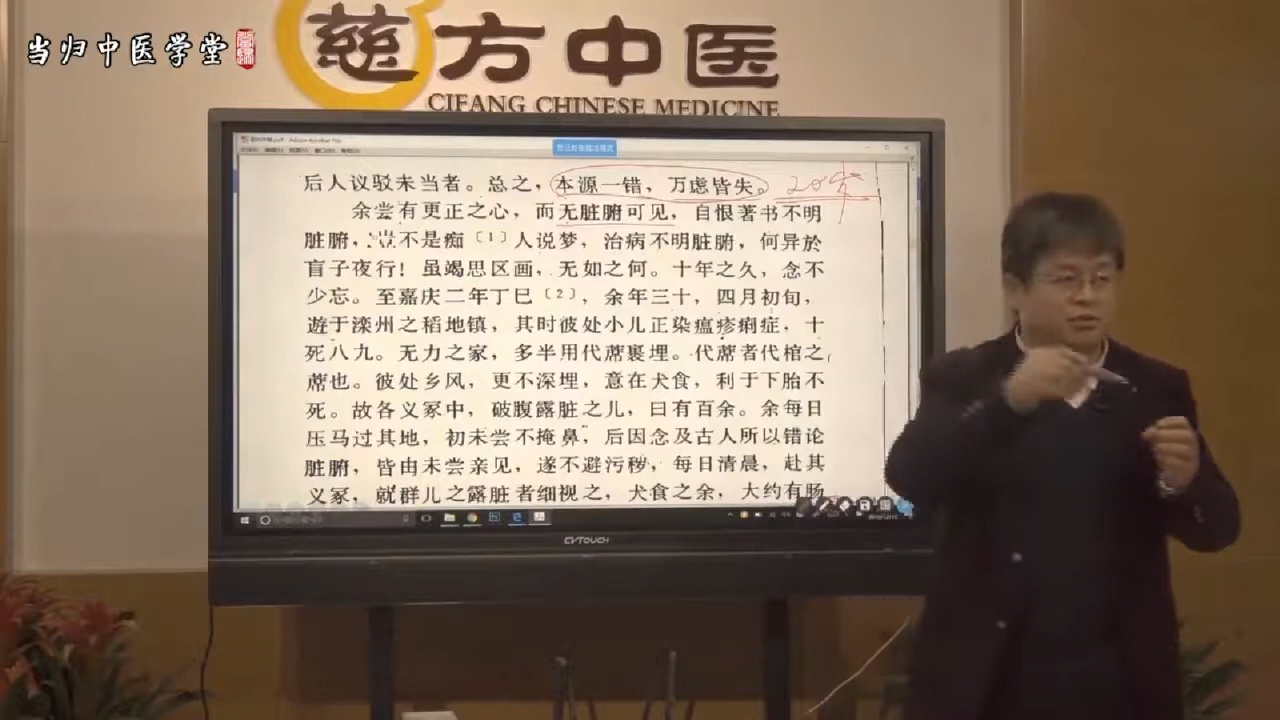 当归中医学堂
慈方中医
CIFANG CHINESE MEDICINE
后人议驳未当者。总之，本源一错，万虑皆失。 20岁
余尝有更正之心，而无脏腑可见，自恨著书不明
脏腑，岂不是痴〔1〕人说梦，治病不明脏腑，何异於
盲子夜行！虽竭思区画，无如之何。十年之久，念不
少忘。至嘉庆二年丁巳〔2〕，余年三十，四月初旬，
遊于滦州之稻地镇，其时彼处小儿正染瘟疹痢症，十
死八九。无力之家，多半用代蓆裹埋。代蓆者代棺之
蓆也。彼处乡风，更不深埋，意在犬食，利于下胎不
死。故各义冢中，破腹露脏之儿，日有百余。余每日
压马过其地，初未尝不掩鼻，后因念及古人所以错论
脏腑，皆由未尝亲见，遂不避污秽，每日清晨，赴其
义冢，就群儿之露脏者细视之，犬食之余，大约有肠
CVTOUCH